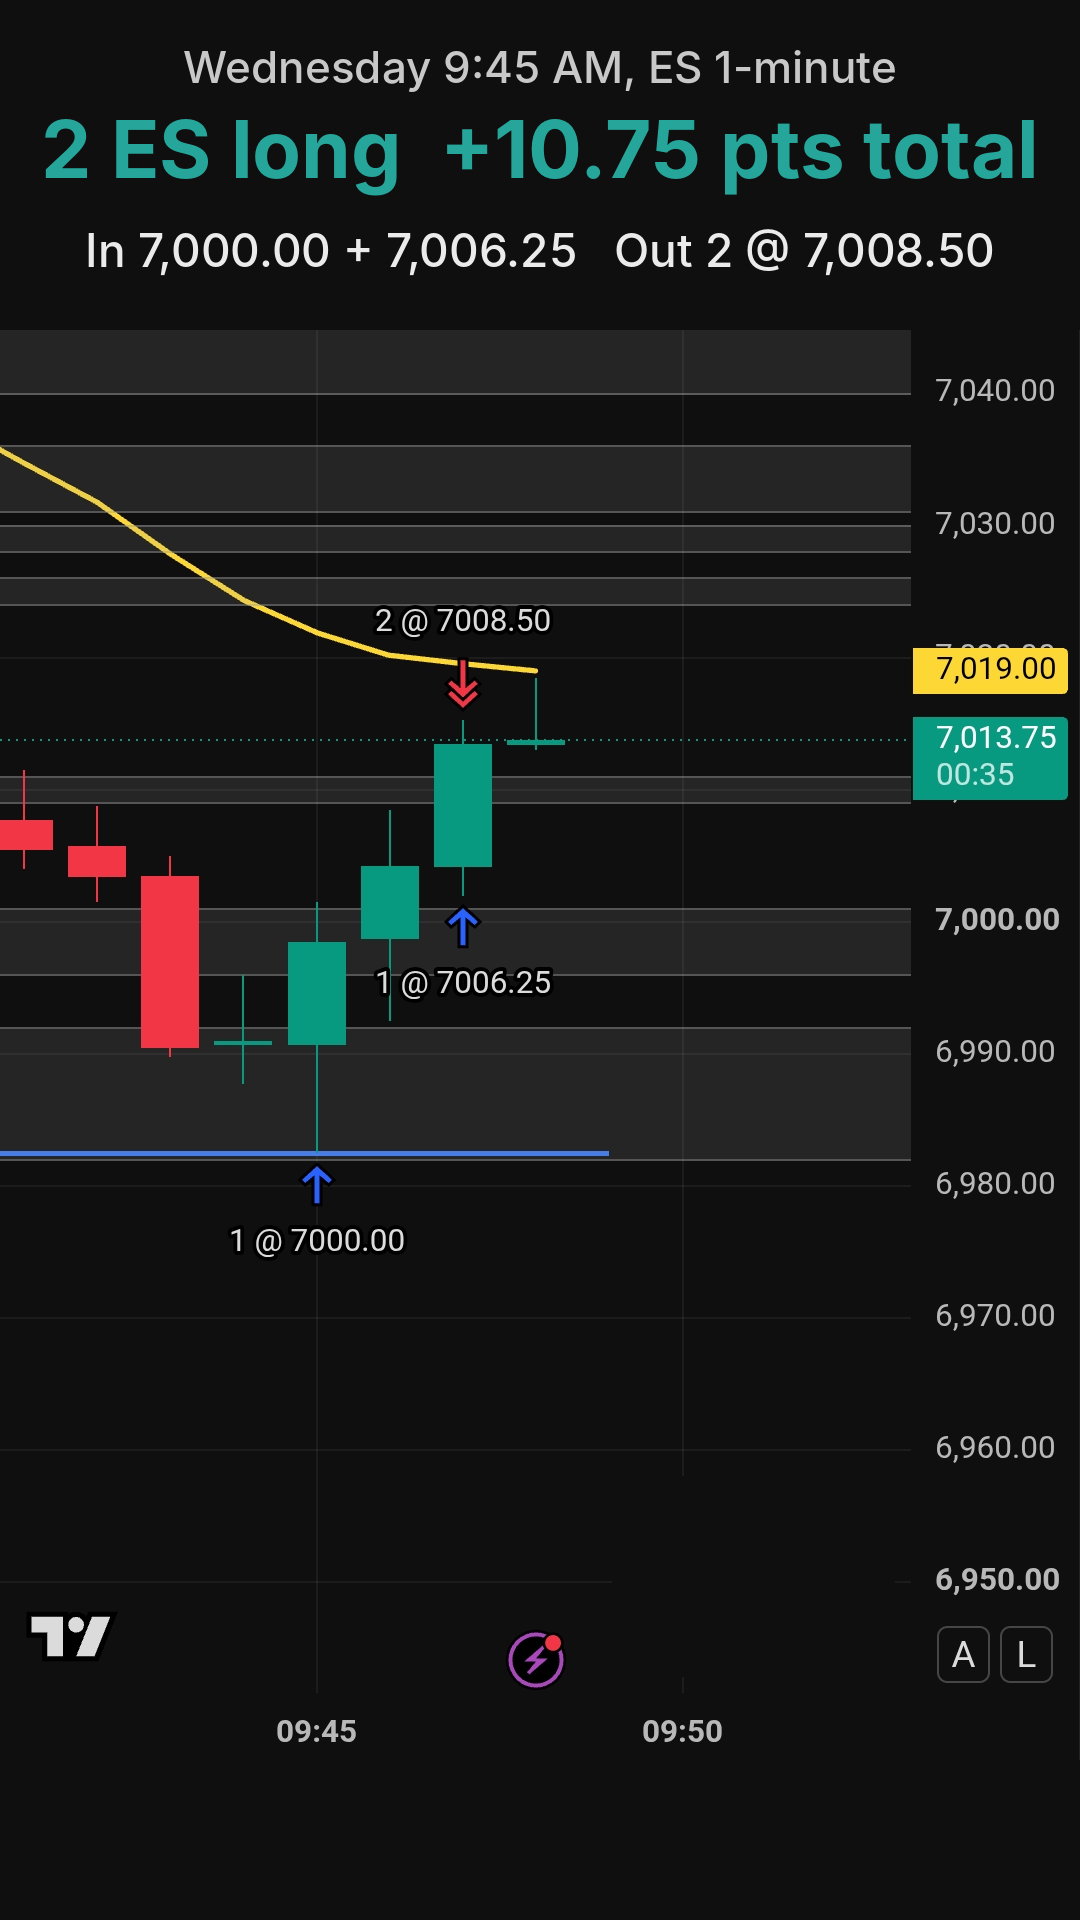 Wednesday 9:45 AM, ES 1-minute
2 ES long +10.75 pts total
In 7,000.00 + 7,006.25 Out 2 @ 7,008.50
7,040.00
7,030.00
2 @ 7008.50
7,019.00
7,013.75
00:35
7,000.00
1 @ 7006.25
6,990.00
6,980.00
1 @ 7000.00
6,970.00
6,960.00
6,950.00
A L
09:45 09:50